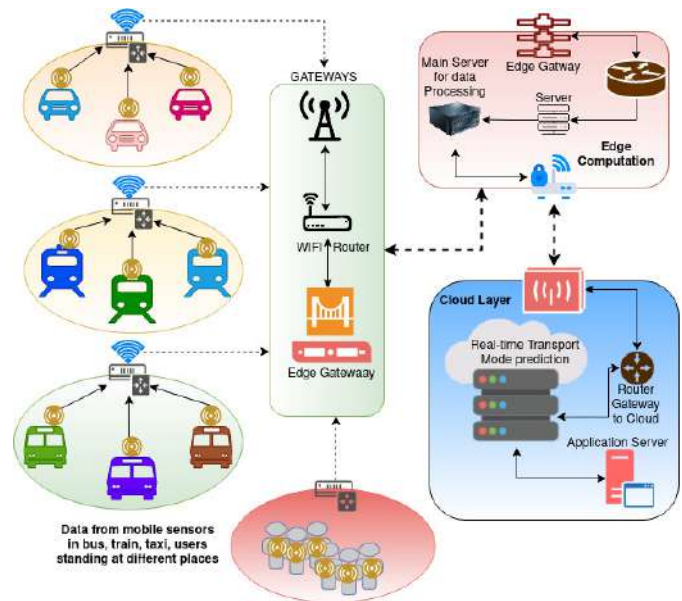 GATEWAYS
WIFI Router
Edge Gateway
Data from mobile sensors
in bus, train, taxi, users
standing at different places
Edge Gatway
Main Server
for data
Processing
Server
Edge
Computation
Cloud Layer
Real-time Transport
Mode prediction
Router
Gateway
to Cloud
Application Server